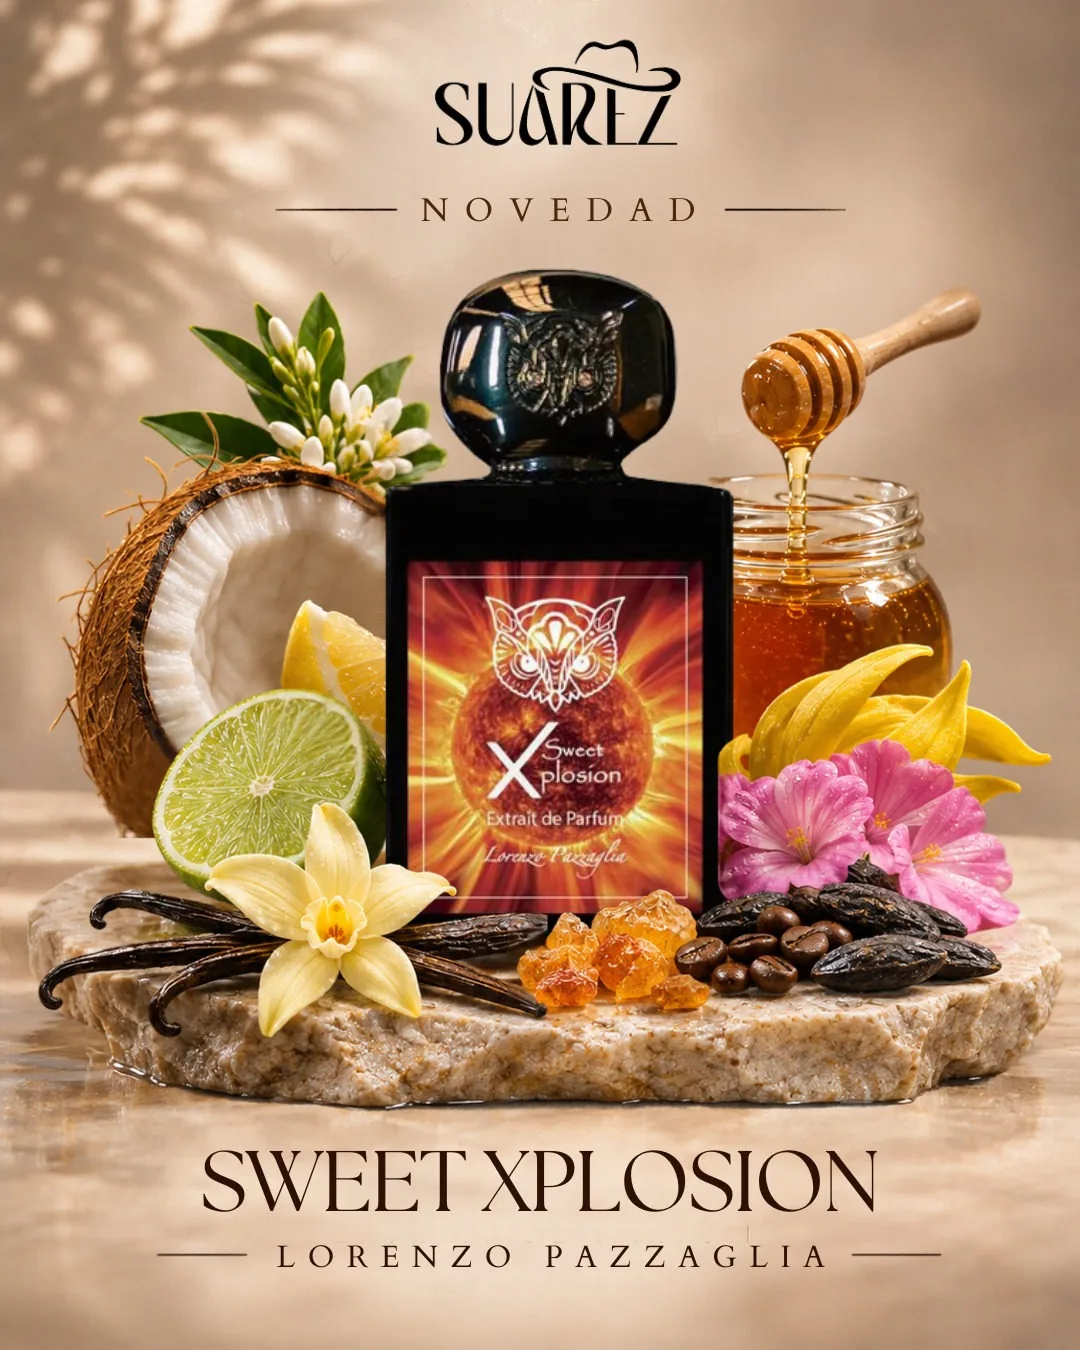 SUAREZ
NOVEDAD
Sweet
Xplosion
Extrait de Parfum
Lorenzo Pazzaglia
SWEET XPLOSION
LORENZO PAZZAGLIA